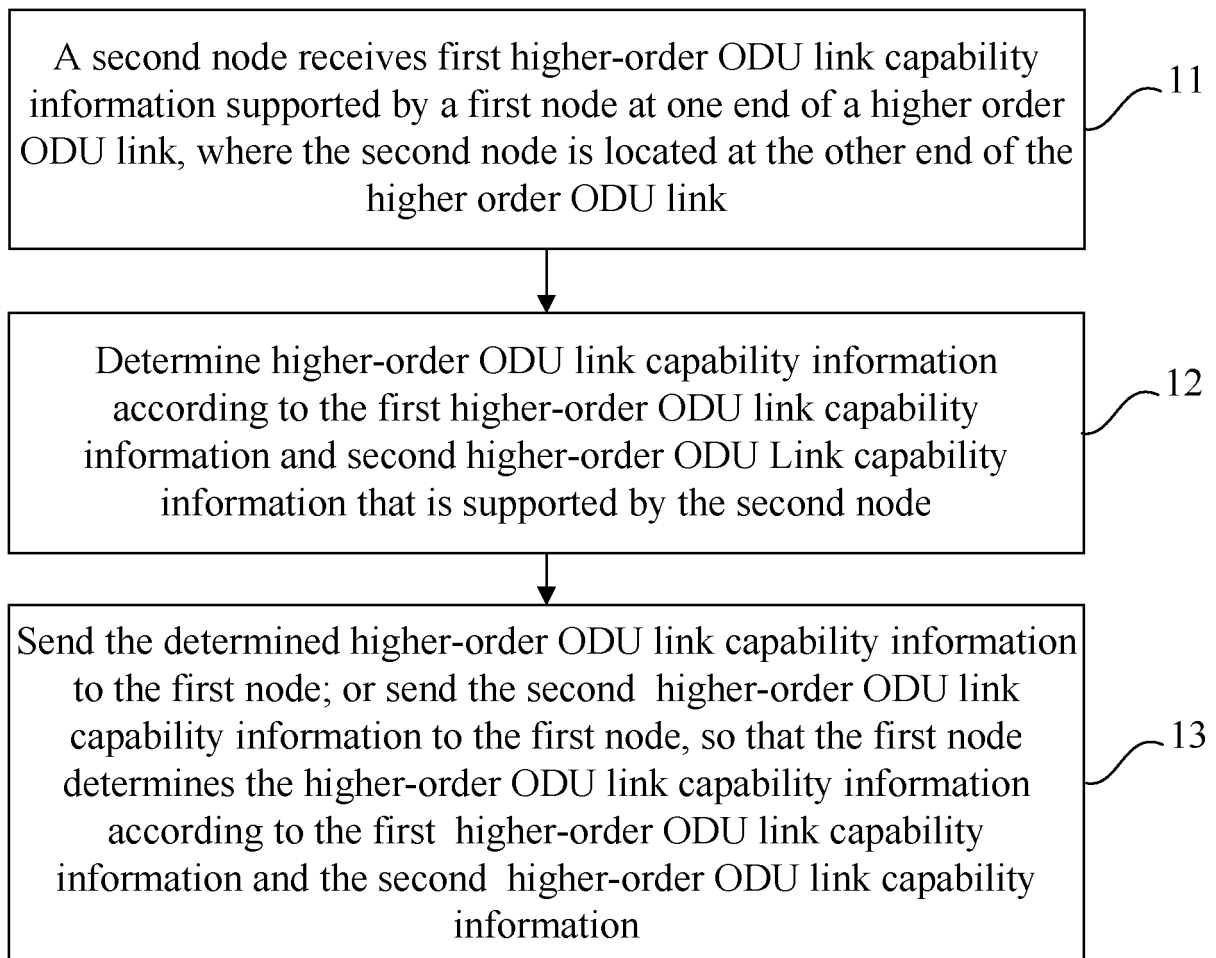 A second node receives first higher-order ODU link capability
information supported by a first node at one end of a higher order
ODU link, where the second node is located at the other end of the
higher order ODU link
11
Determine higher-order ODU link capability information
according to the first higher-order ODU link capability
information and second higher-order ODU Link capability
information that is supported by the second node
12
Send the determined higher-order ODU link capability information
to the first node; or send the second higher-order ODU link
capability information to the first node, so that the first node
determines the higher-order ODU link capability information
according to the first higher-order ODU link capability
information and the second higher-order ODU link capability
information
13